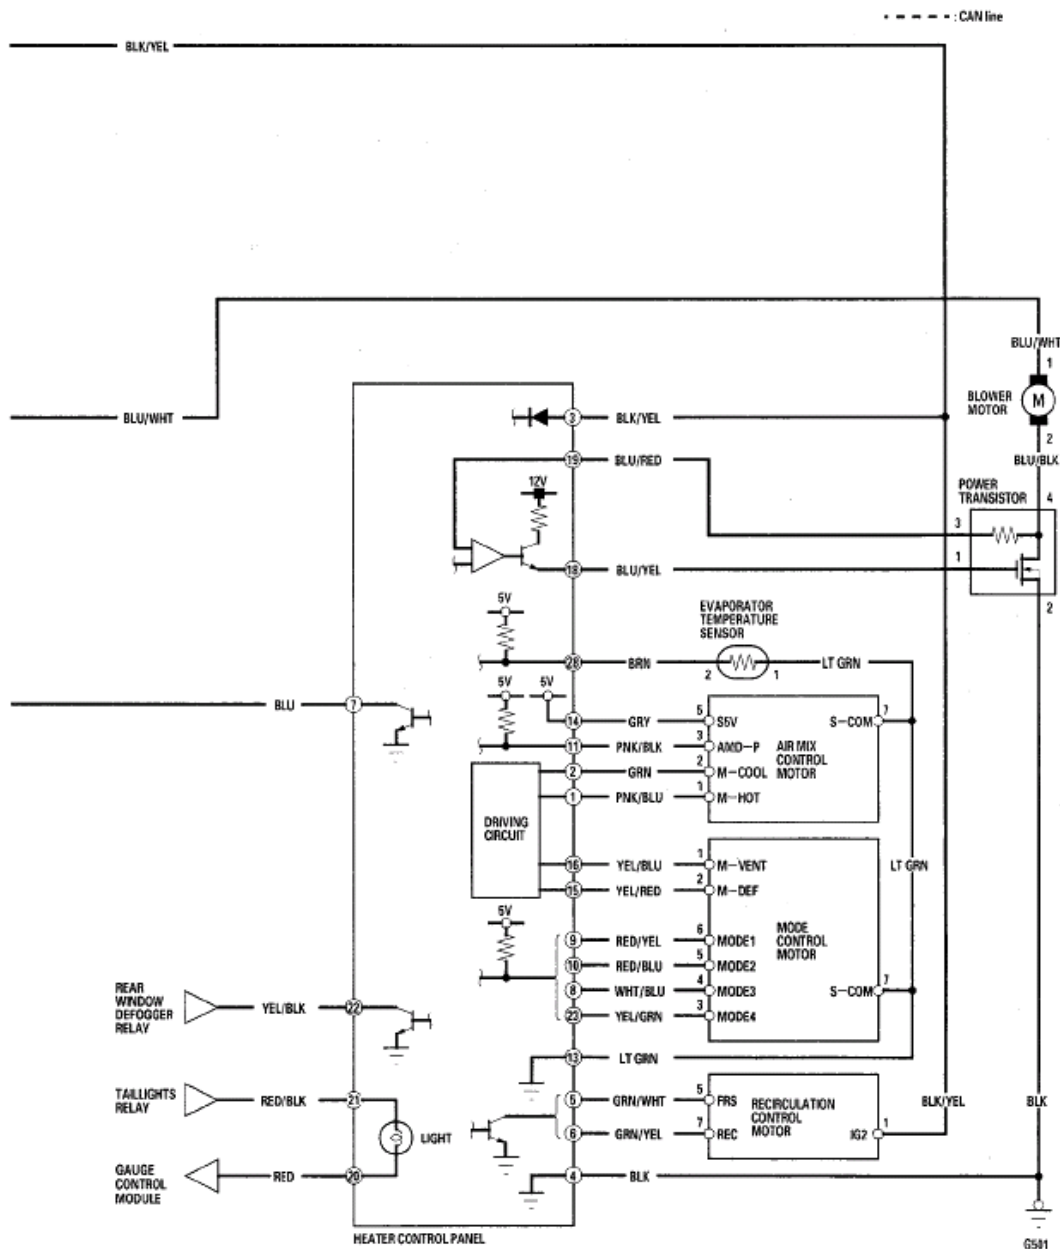 : CAN line
BLK/YEL
BLU/WHT
1
BLOWER
MOTOR
M
BLU/WHT
3
BLK/YEL
2
19
BLU/RED
BLU/BLK
12V
POWER
TRANSISTOR
4
3
1
18
BLU/YEL
5V
2
EVAPORATOR
TEMPERATURE
SENSOR
28
BRN
2
1
LT GRN
5V
5V
BLU
7
14
GRY
5
S5V
S-COM
7
11
PNK/BLK
3
AMD-P
AIR MIX
CONTROL
MOTOR
2
GRN
2
M-COOL
1
PNK/BLU
1
M-HOT
DRIVING
CIRCUIT
16
YEL/BLU
1
M-VENT
LT GRN
15
YEL/RED
2
M-DEF
5V
9
RED/YEL
6
MODE1
MODE
CONTROL
MOTOR
10
RED/BLU
5
MODE2
8
WHT/BLU
4
MODE3
S-COM
7
23
YEL/GRN
3
MODE4
REAR
WINDOW
DEFOGGER
RELAY
YEL/BLK
22
13
LT GRN
TAILLIGHTS
RELAY
RED/BLK
21
5
GRN/WHT
5
FRS
RECIRCULATION
CONTROL
MOTOR
BLK/YEL
BLK
LIGHT
6
GRN/YEL
7
REC
IG2
1
GAUGE
CONTROL
MODULE
RED
20
4
BLK
HEATER CONTROL PANEL
G501